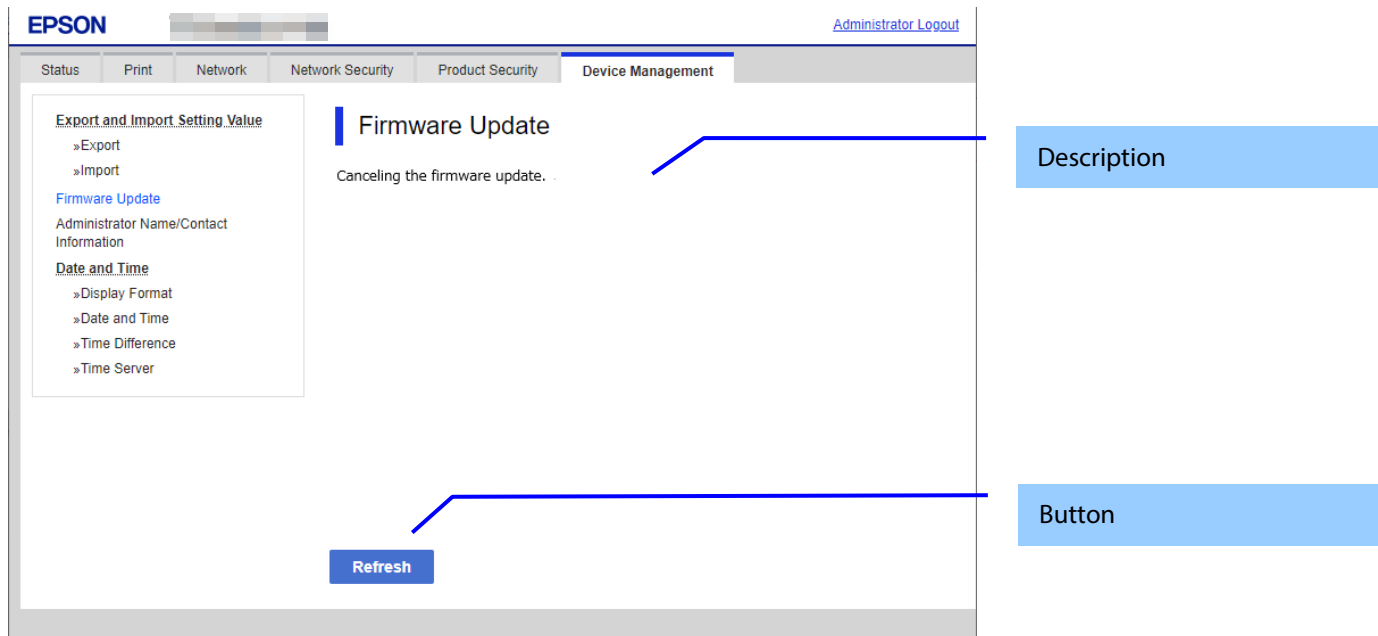 EPSON
Administrator Logout
Status Print Network Network Security Product Security Device Management
Export and Import Setting Value
»Export
»Import
Firmware Update
Administrator Name/Contact
Information
Date and Time
»Display Format
»Date and Time
»Time Difference
»Time Server
Firmware Update
Canceling the firmware update.
Refresh
Description
Button